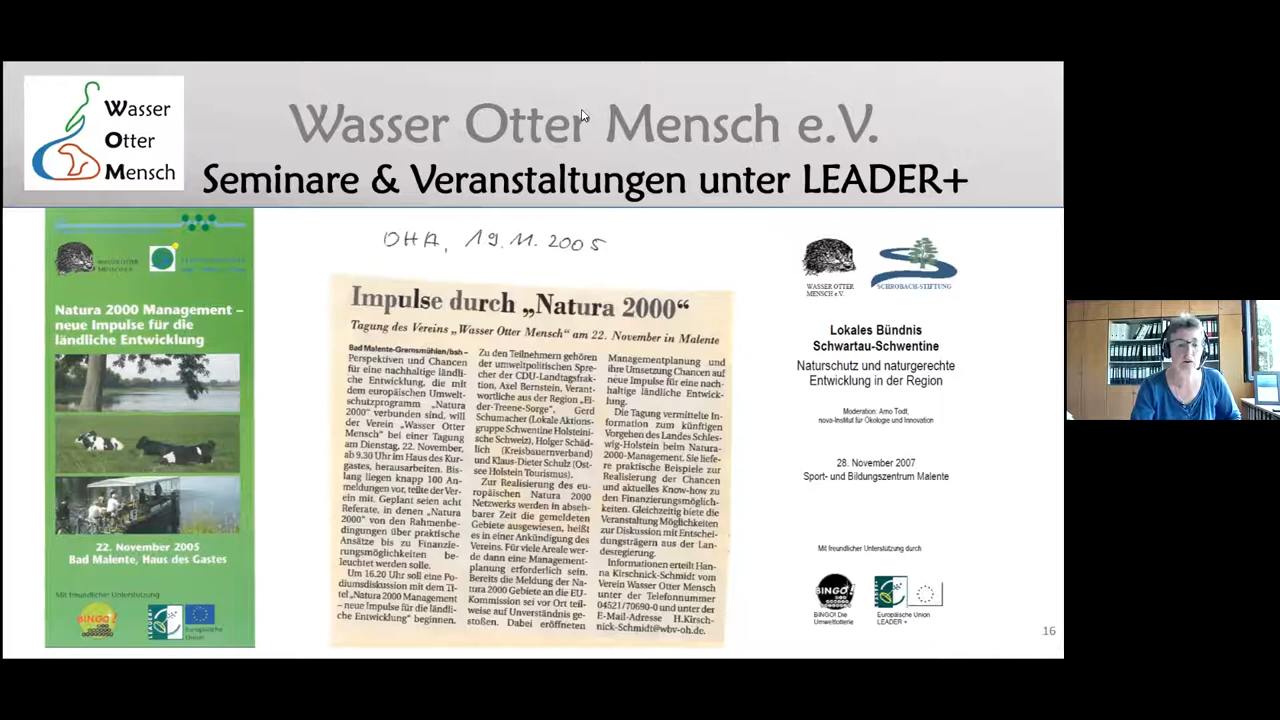 Wasser
Otter
Mensch
Wasser Otter Mensch e.V.
Seminare & Veranstaltungen unter LEADER+
WASSER OTTER
MENSCH E.V.
Natura 2000 Management –
neue Impulse für die
ländliche Entwicklung
22. November 2005
Bad Malente, Haus des Gastes
Mit freundlicher Unterstützung
BINGO!
LEADER
Europäische
Union
OHA, 19.11.2005
Impulse durch „Natura 2000“
Tagung des Vereins „Wasser Otter Mensch“ am 22. November in Malente
Bad Malente-Gremsmühlen/bsh –
Perspektiven und Chancen
für eine nachhaltige ländli-
che Entwicklung, die mit
dem europäischen Umwelt-
schutzprogramm „Natura
2000“ verbunden sind, will
der Verein „Wasser Otter
Mensch“ bei einer Tagung
am Dienstag, 22. November,
ab 9.30 Uhr im Haus des Kur-
gastes, herausarbeiten. Bis-
lang liegen knapp 100 An-
meldungen vor, teilte der Ver-
ein mit. Geplant seien acht
Referate, in denen „Natura
2000“ von den Rahmenbe-
dingungen über praktische
Ansätze bis zu Finanzie-
rungsmöglichkeiten be-
leuchtet werden solle.
Um 16.20 Uhr soll eine Po-
diumsdiskussion mit dem Ti-
tel „Natura 2000 Management
– neue Impulse für die ländli-
che Entwicklung“ beginnen.
Zu den Teilnehmern gehören
der umweltpolitischen Spre-
cher der CDU-Landtagsfrak-
tion, Axel Bernstein, Verant-
wortliche aus der Region „Ei-
der-Treene-Sorge“, Gerd
Schumacher (Lokale Aktions-
gruppe Schwentine Holsteini-
sche Schweiz), Holger Schäd-
lich (Kreisbauernverband)
und Klaus-Dieter Schulz (Ost-
see Holstein Tourismus).
Zur Realisierung des eu-
ropäischen Natura 2000
Netzwerks werden in abseh-
barer Zeit die gemeldeten
Gebiete ausgewiesen, heißt
es in einer Ankündigung des
Vereins. Für viele Areale wer-
de dann eine Management-
planung erforderlich sein.
Bereits die Meldung der Na-
tura 2000 Gebiete an die EU-
Kommission sei vor Ort teil-
weise auf Unverständnis ge-
stoßen. Dabei eröffneten
Managementplanung und
ihre Umsetzung Chancen auf
neue Impulse für eine nach-
haltige ländliche Entwick-
lung.
Die Tagung vermittelte In-
formation zum künftigen
Vorgehen des Landes Schles-
wig-Holstein beim Natura-
2000-Management. Sie liefe-
re praktische Beispiele zur
Realisierung der Chancen
und aktuelles Know-how zu
den Finanzierungsmöglich-
keiten. Gleichzeitig biete die
Veranstaltung Möglichkeiten
zur Diskussion mit Entschei-
dungsträgern aus der Lan-
desregierung.
Informationen erteilt Han-
na Kirschnick-Schmidt vom
Verein Wasser Otter Mensch
unter der Telefonnummer
04521/70690-0 und unter der
E-Mail-Adresse H.Kirsch-
nick-Schmidt@wbv-oh.de.
WASSER OTTER
MENSCH e.V.
SCHROBACH-STIFTUNG
Lokales Bündnis
Schwartau-Schwentine
Naturschutz und naturgerechte
Entwicklung in der Region
Moderation: Arno Todt,
nova-Institut für Ökologie und Innovation
28. November 2007
Sport- und Bildungszentrum Malente
Mit freundlicher Unterstützung durch
BINGO!
BINGO! Die
Umweltlotterie
LEADER
Europäische Union
LEADER +
16